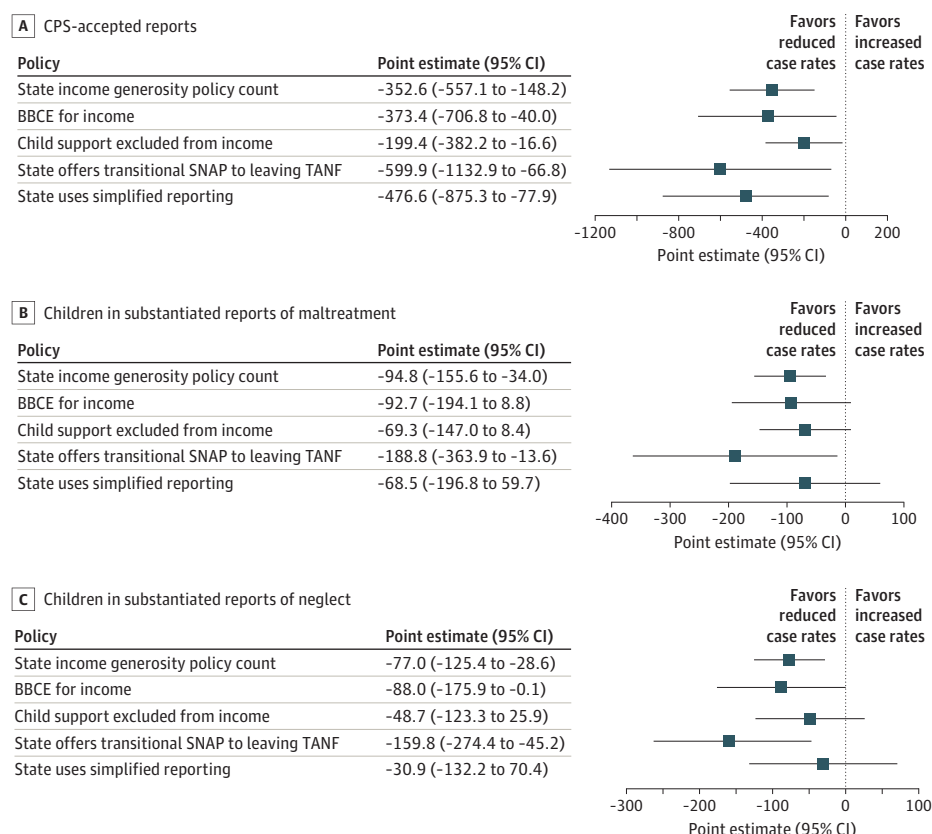 A CPS-accepted reports
Favors reduced case rates
Favors increased case rates
Policy Point estimate (95% CI)
State income generosity policy count -352.6 (-557.1 to -148.2)
BBCE for income -373.4 (-706.8 to -40.0)
Child support excluded from income -199.4 (-382.2 to -16.6)
State offers transitional SNAP to leaving TANF -599.9 (-1132.9 to -66.8)
State uses simplified reporting -476.6 (-875.3 to -77.9)
-1200 -800 -400 0 200
Point estimate (95% CI)
B Children in substantiated reports of maltreatment
Favors reduced case rates
Favors increased case rates
Policy Point estimate (95% CI)
State income generosity policy count -94.8 (-155.6 to -34.0)
BBCE for income -92.7 (-194.1 to 8.8)
Child support excluded from income -69.3 (-147.0 to 8.4)
State offers transitional SNAP to leaving TANF -188.8 (-363.9 to -13.6)
State uses simplified reporting -68.5 (-196.8 to 59.7)
-400 -300 -200 -100 0 100
Point estimate (95% CI)
C Children in substantiated reports of neglect
Favors reduced case rates
Favors increased case rates
Policy Point estimate (95% CI)
State income generosity policy count -77.0 (-125.4 to -28.6)
BBCE for income -88.0 (-175.9 to -0.1)
Child support excluded from income -48.7 (-123.3 to 25.9)
State offers transitional SNAP to leaving TANF -159.8 (-274.4 to -45.2)
State uses simplified reporting -30.9 (-132.2 to 70.4)
-300 -200 -100 0 100
Point estimate (95% CI)